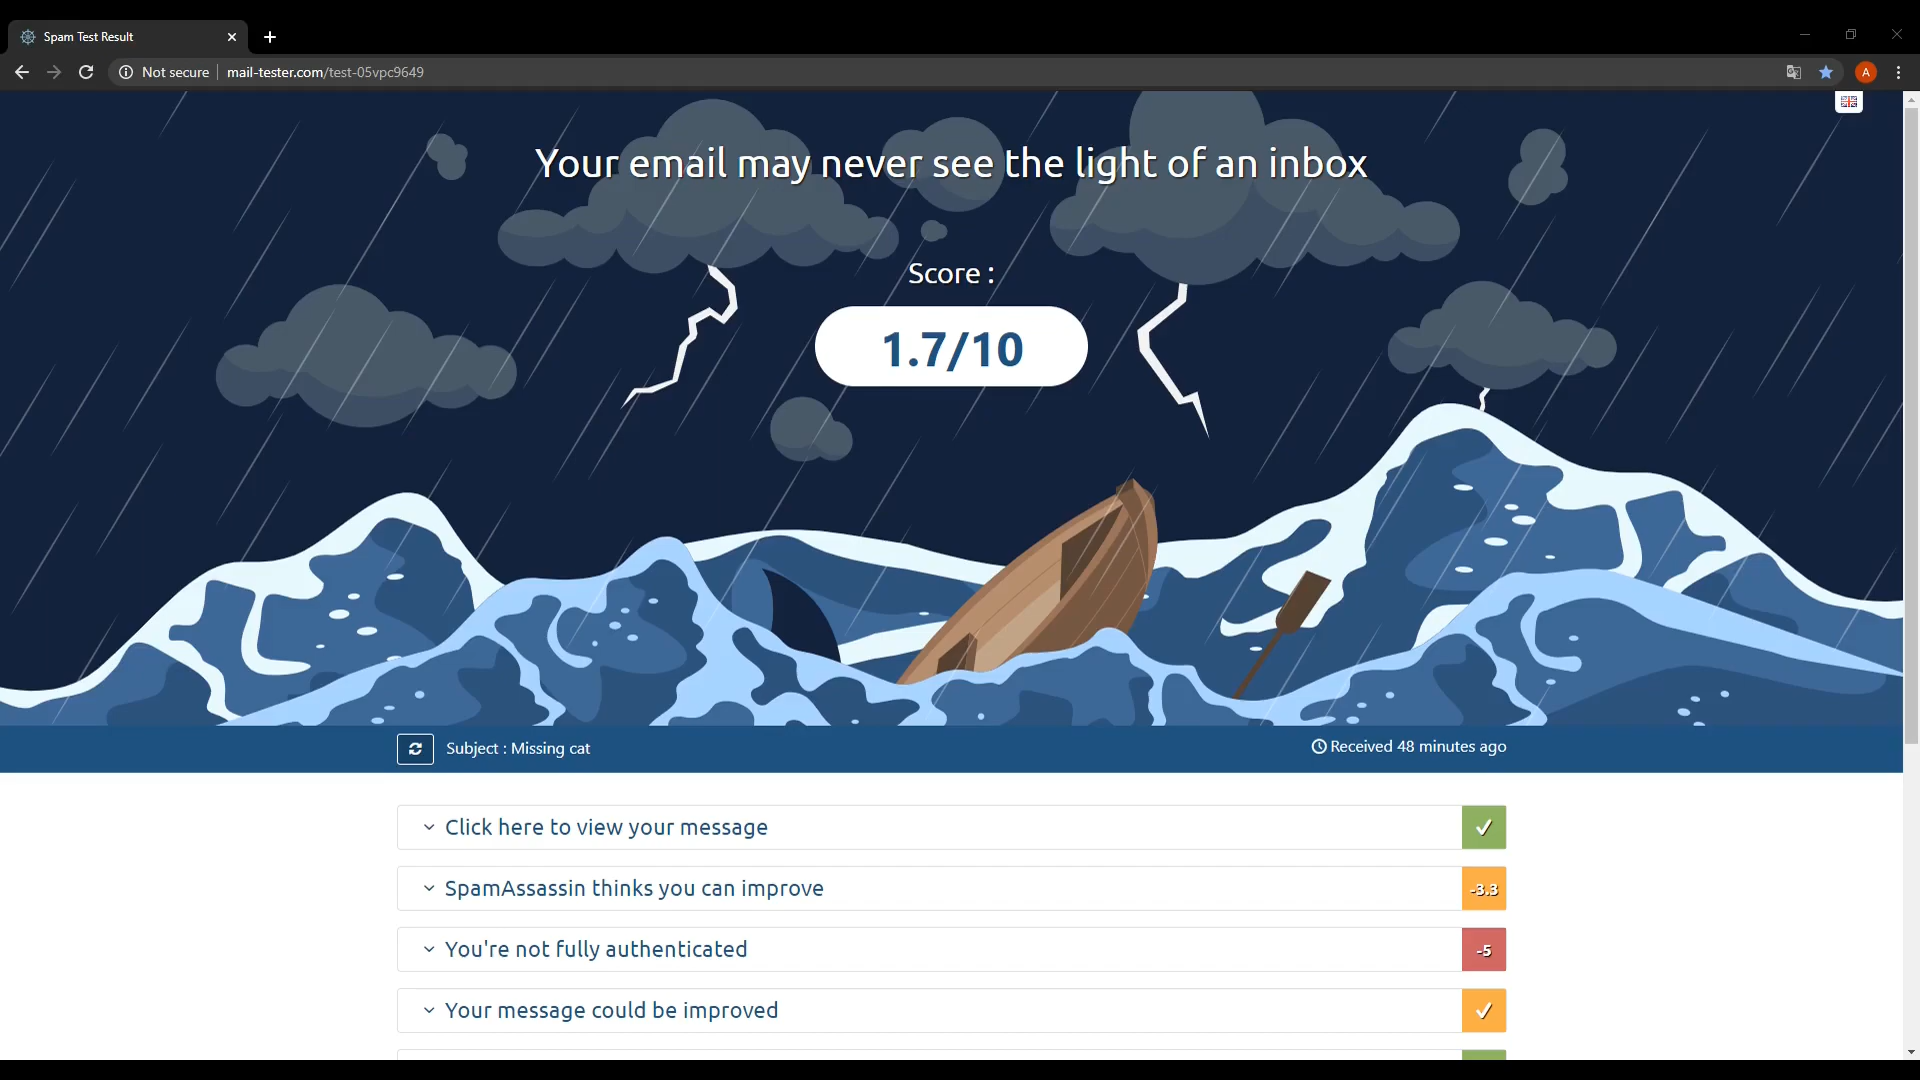 Spam Test Result
Not secure
mail-tester.com/test-05vpc9649
A
Your email may never see the light of an inbox
Score :
1.7/10
Subject : Missing cat
Received 48 minutes ago
Click here to view your message
SpamAssassin thinks you can improve
-3.3
You're not fully authenticated
-5
Your message could be improved